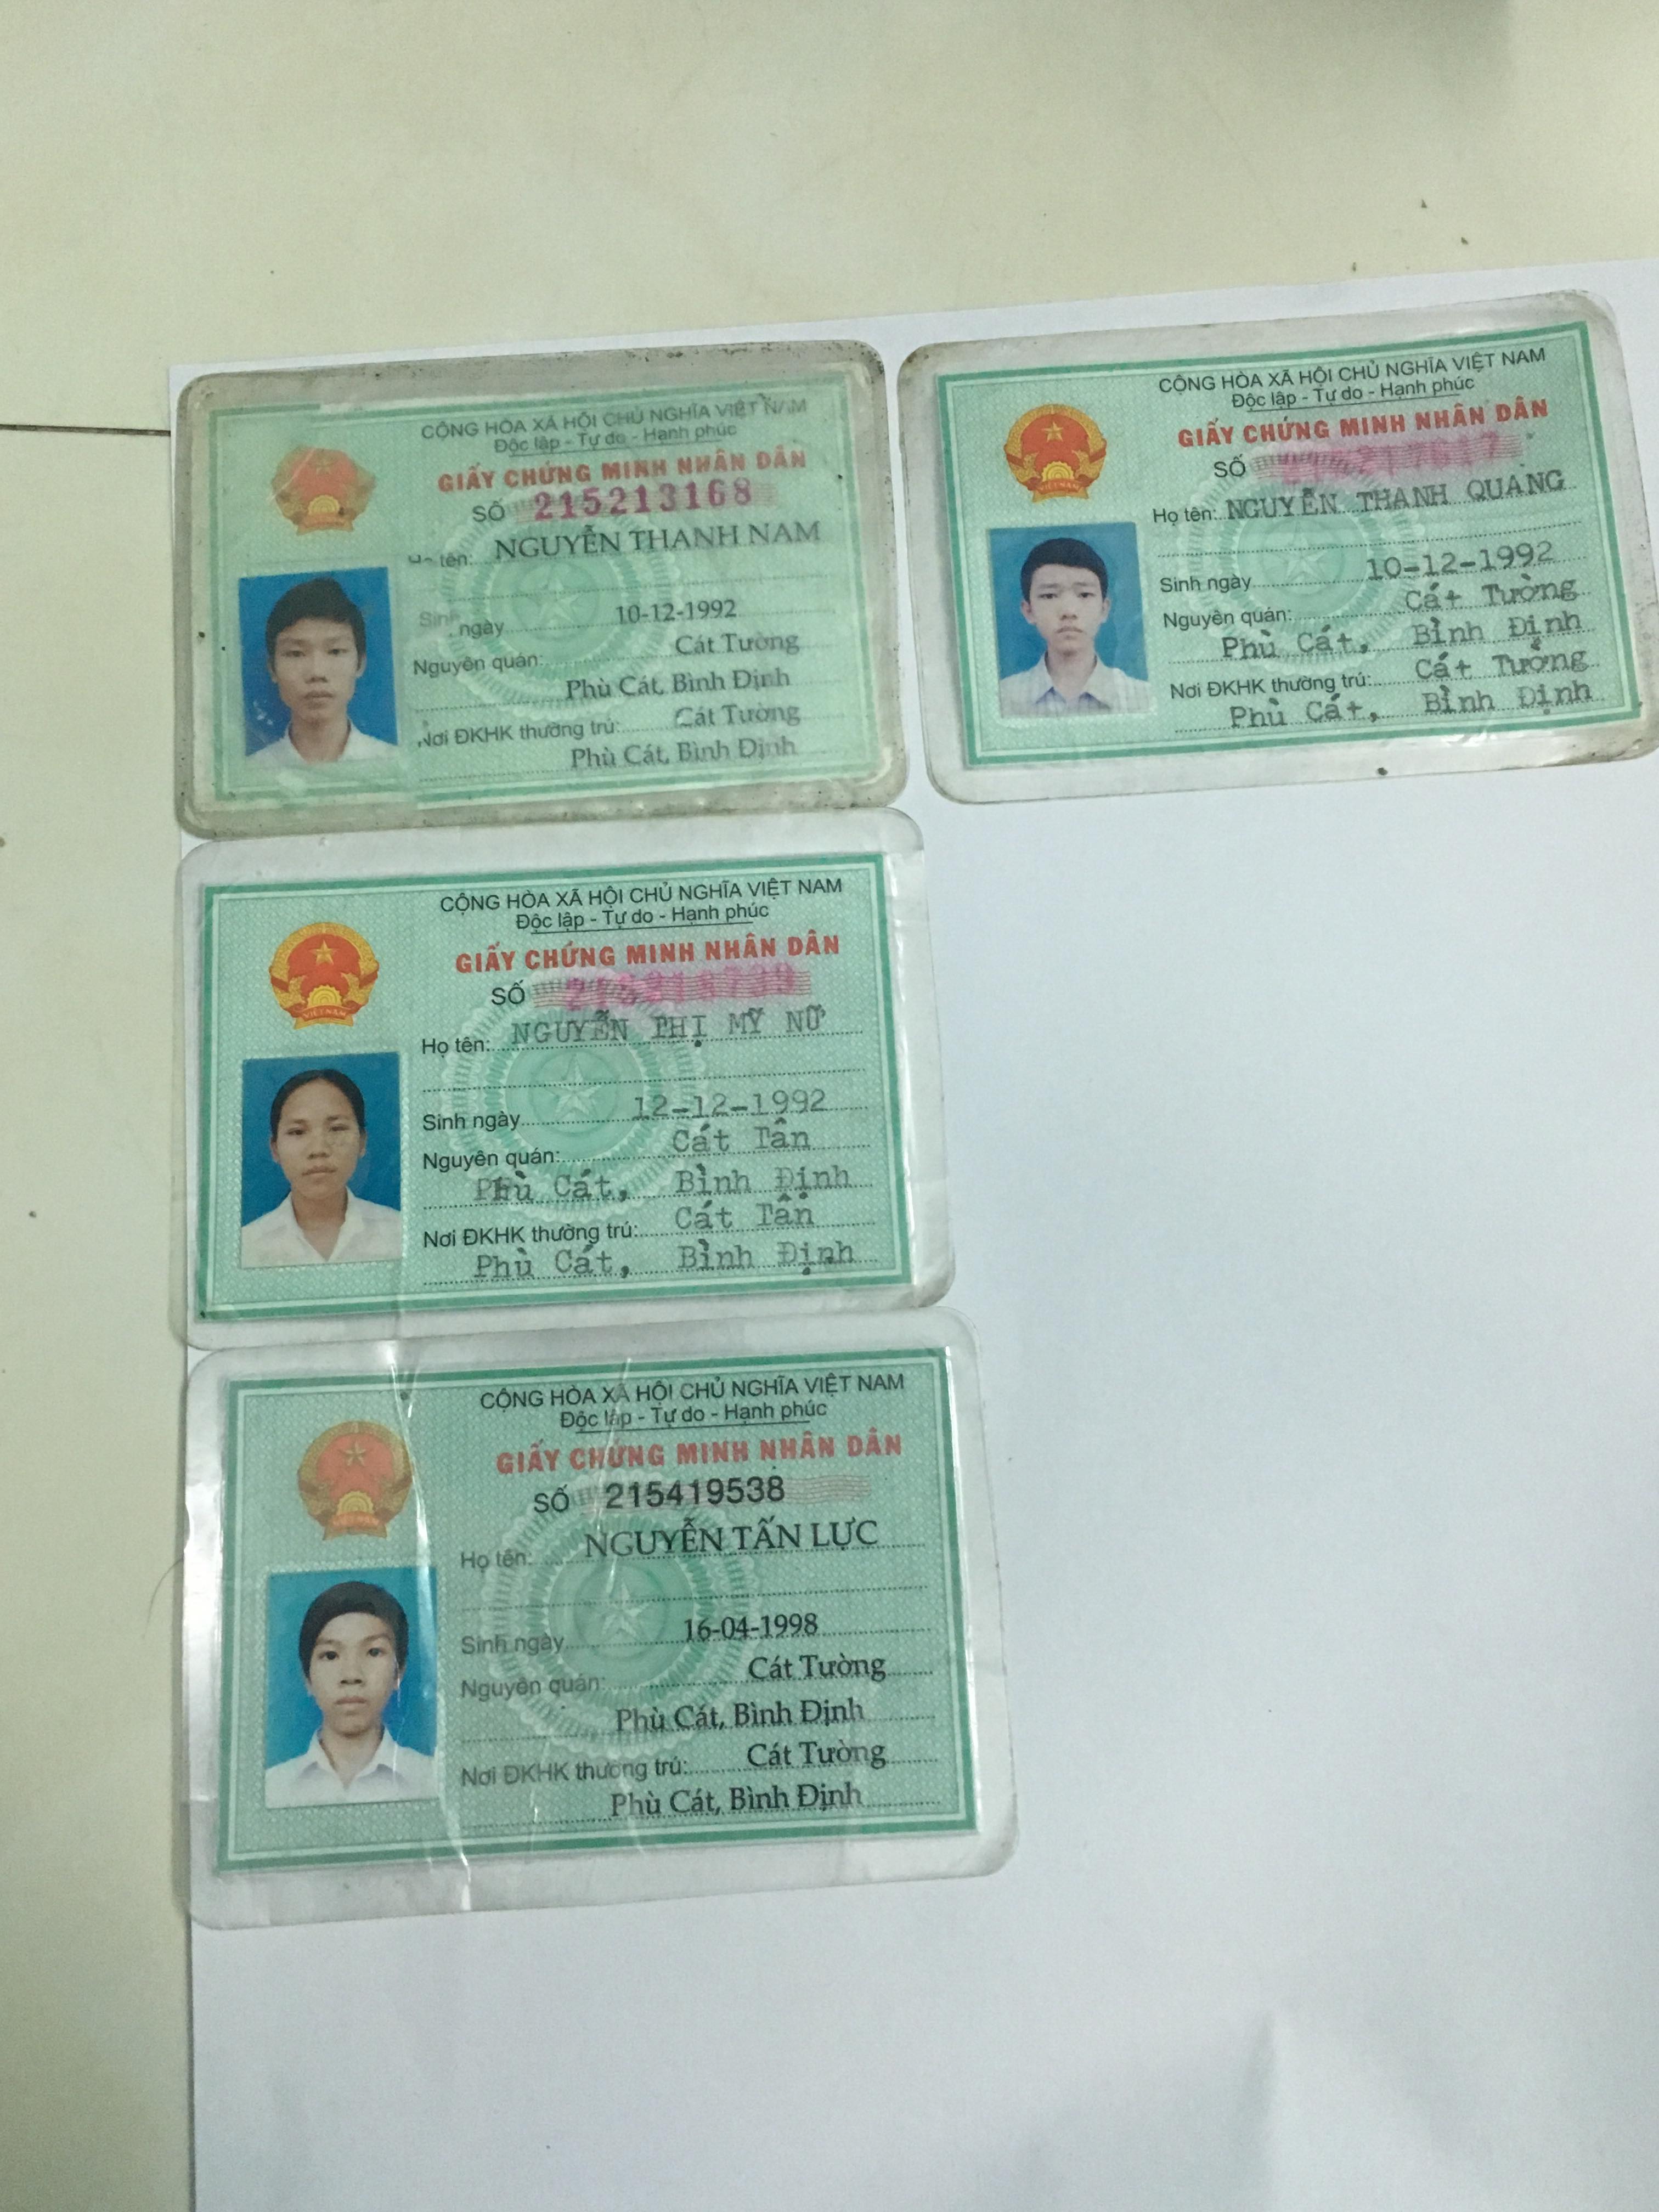 CỘNG HÒA XÃ HỘI CHỦ NGHĨA VIỆT NAM
Độc lập - Tự do - Hạnh phúc
GIẤY CHỨNG MINH NHÂN DÂN
SỐ 215213168
tên: NGUYỄN THANH NAM
Sinh ngày 10-12-1992
Nguyên quán: Cát Tường
Phù Cát, Bình Định
Nơi ĐKHK thường trú: Cát Tường
Phù Cát, Bình Định
CỘNG HÒA XÃ HỘI CHỦ NGHĨA VIỆT NAM
Độc lập - Tự do - Hạnh phúc
GIẤY CHỨNG MINH NHÂN DÂN
SỐ
Họ tên: NGUYỄN THANH QUANG
Sinh ngày 10-12-1992
Nguyên quán: Cát Tường
Phù Cát, Bình Định
Nơi ĐKHK thường trú: Cát Tường
Phù Cát, Bình Định
VIỆT NAM
CỘNG HÒA XÃ HỘI CHỦ NGHĨA VIỆT NAM
Độc lập - Tự do - Hạnh phúc
GIẤY CHỨNG MINH NHÂN DÂN
SỐ
Họ tên: NGUYỄN THỊ MỸ NỮ
Sinh ngày 12-12-1992
Nguyên quán: Cát Tân
Phù Cát, Bình Định
Nơi ĐKHK thường trú: Cát Tân
Phù Cát, Bình Định
VIỆT NAM
CỘNG HÒA XÃ HỘI CHỦ NGHĨA VIỆT NAM
Độc lập - Tự do - Hạnh phúc
GIẤY CHỨNG MINH NHÂN DÂN
SỐ 215419538
Họ tên: NGUYỄN TẤN LỰC
Sinh ngày 16-04-1998
Nguyên quán: Cát Tường
Phù Cát, Bình Định
Nơi ĐKHK thường trú: Cát Tường
Phù Cát, Bình Định